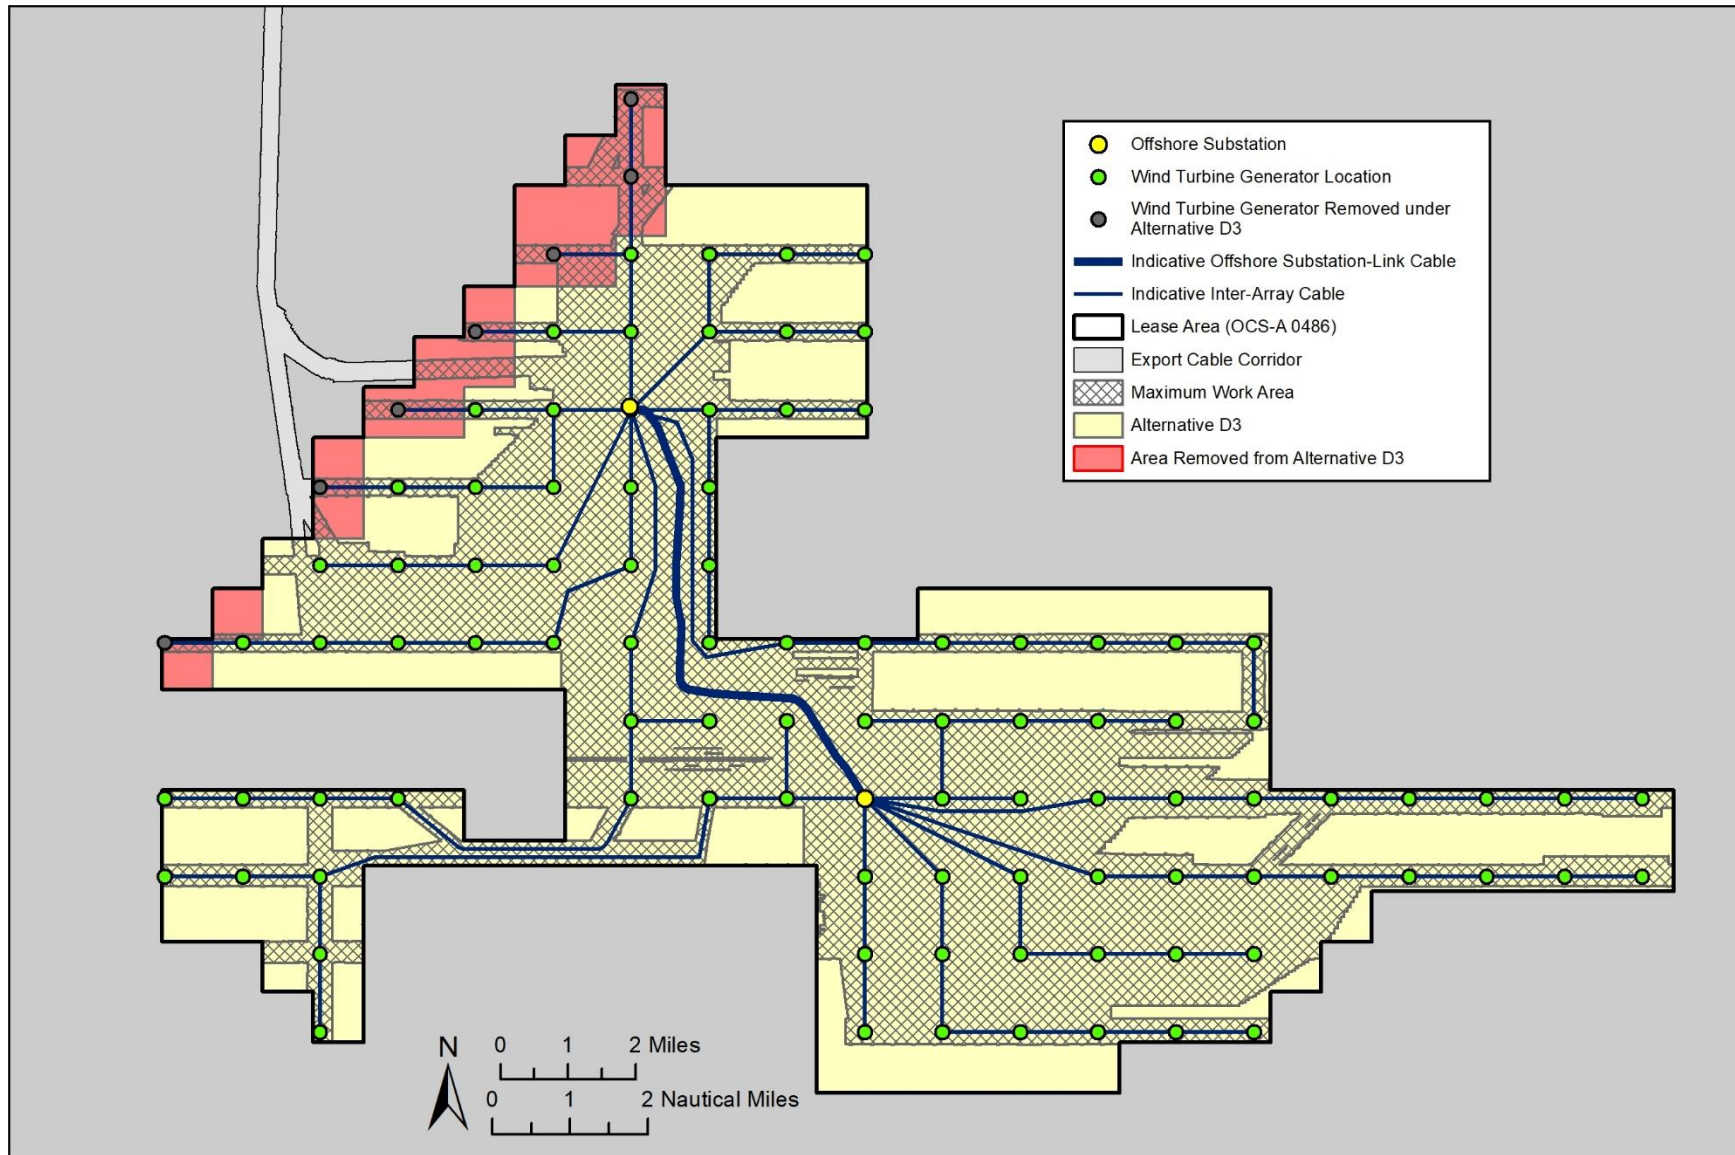 Offshore Substation
Wind Turbine Generator Location
Wind Turbine Generator Removed under
Alternative D3
Indicative Offshore Substation-Link Cable
Indicative Inter-Array Cable
Lease Area (OCS-A 0486)
Export Cable Corridor
Maximum Work Area
Alternative D3
Area Removed from Alternative D3
N
0 1 2 Miles
0 1 2 Nautical Miles